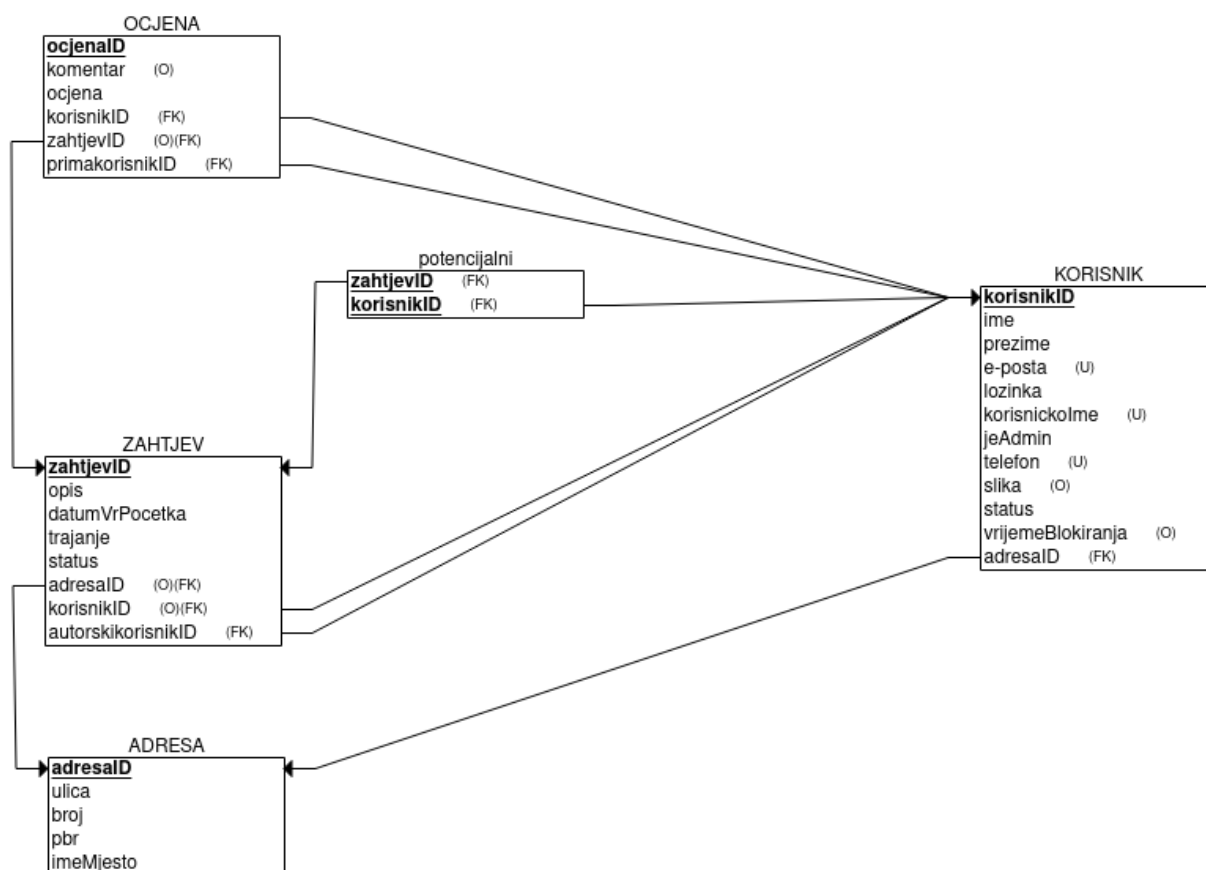 OCJENA
ocjenaID
komentar (O)
ocjena
korisnikID (FK)
zahtjevID (O)(FK)
primakorisnikID (FK)
potencijalni
zahtjevID (FK)
korisnikID (FK)
KORISNIK
korisnikID
ime
prezime
e-posta (U)
lozinka
korisnickoIme (U)
jeAdmin
telefon (U)
slika (O)
status
vrijemeBlokiranja (O)
adresaID (FK)
ZAHTJEV
zahtjevID
opis
datumVrPocetka
trajanje
status
adresaID (O)(FK)
korisnikID (O)(FK)
autorskikorisnikID (FK)
ADRESA
adresaID
ulica
broj
pbr
imeMjesto